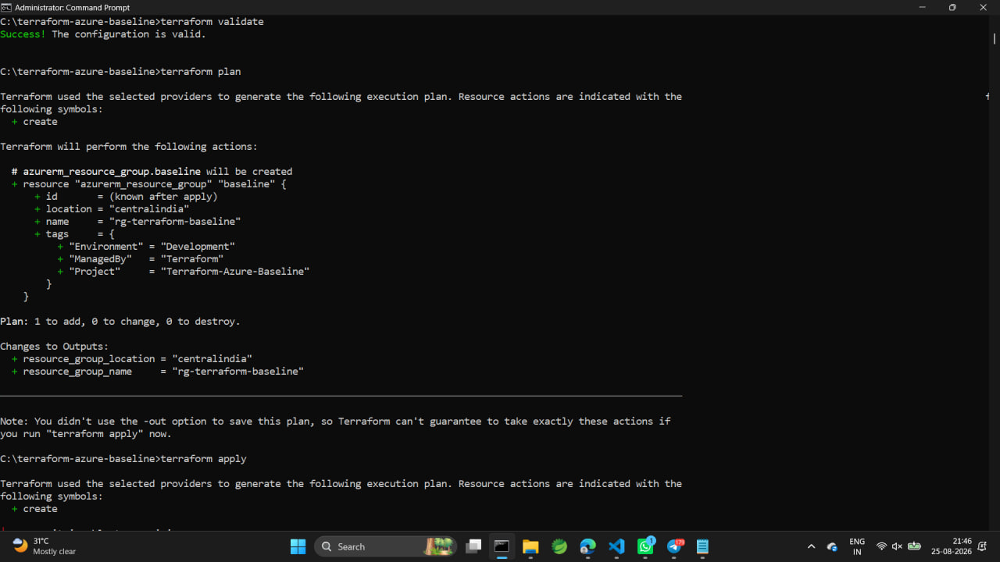 Administrator: Command Prompt
C:\terraform-azure-baseline>terraform validate
Success! The configuration is valid.
C:\terraform-azure-baseline>terraform plan
Terraform used the selected providers to generate the following execution plan. Resource actions are indicated with the
following symbols:
+ create
Terraform will perform the following actions:
# azurerm_resource_group.baseline will be created
+ resource "azurerm_resource_group" "baseline" {
+ id       = (known after apply)
+ location = "centralindia"
+ name     = "rg-terraform-baseline"
+ tags     = {
+ "Environment" = "Development"
+ "ManagedBy"   = "Terraform"
+ "Project"     = "Terraform-Azure-Baseline"
}
}
Plan: 1 to add, 0 to change, 0 to destroy.
Changes to Outputs:
+ resource_group_location = "centralindia"
+ resource_group_name     = "rg-terraform-baseline"
Note: You didn't use the -out option to save this plan, so Terraform can't guarantee to take exactly these actions if
you run "terraform apply" now.
C:\terraform-azure-baseline>terraform apply
Terraform used the selected providers to generate the following execution plan. Resource actions are indicated with the
following symbols:
+ create
31°C
Mostly clear
Search
1
179
ENG
IN
21:46
25-08-2026